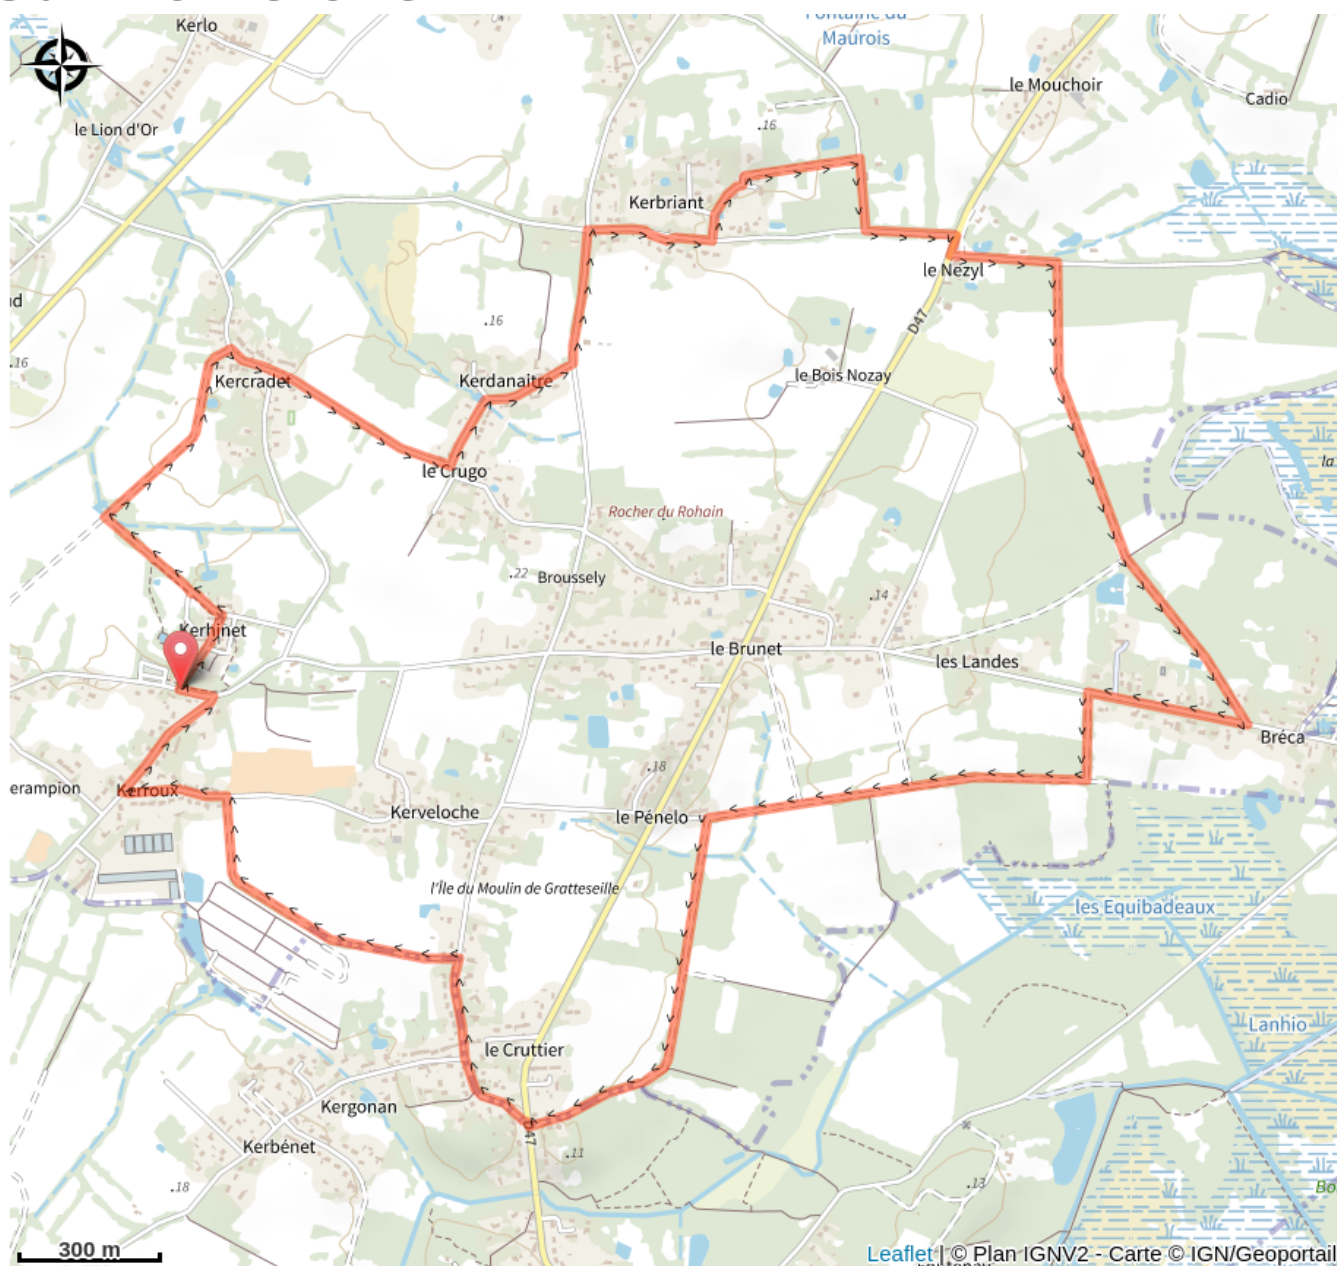 Kerlo
Fontaine du
Maurois
le Mouchoir
Cadio
le Lion d'Or
.16
Kerbriant
le Nézyl
.16
.16
D47
Kercradet
Kerdanaitre
le Bois Nozay
le Crugo
la
Rocher du Rohain
.22
Broussely
.14
Kerhinet
le Brunet
les Landes
Bréca
.18
erampion
Kerroux
Kerveloche
le Pénelo
l'Île du Moulin de Gratteseille
les Equibadeaux
Lanhio
le Cruttier
Kergonan
47
Kerbénet
.11
.18
.13
Bo
300 m
Leaflet | © Plan IGNV2 - Carte © IGN/Geoportail